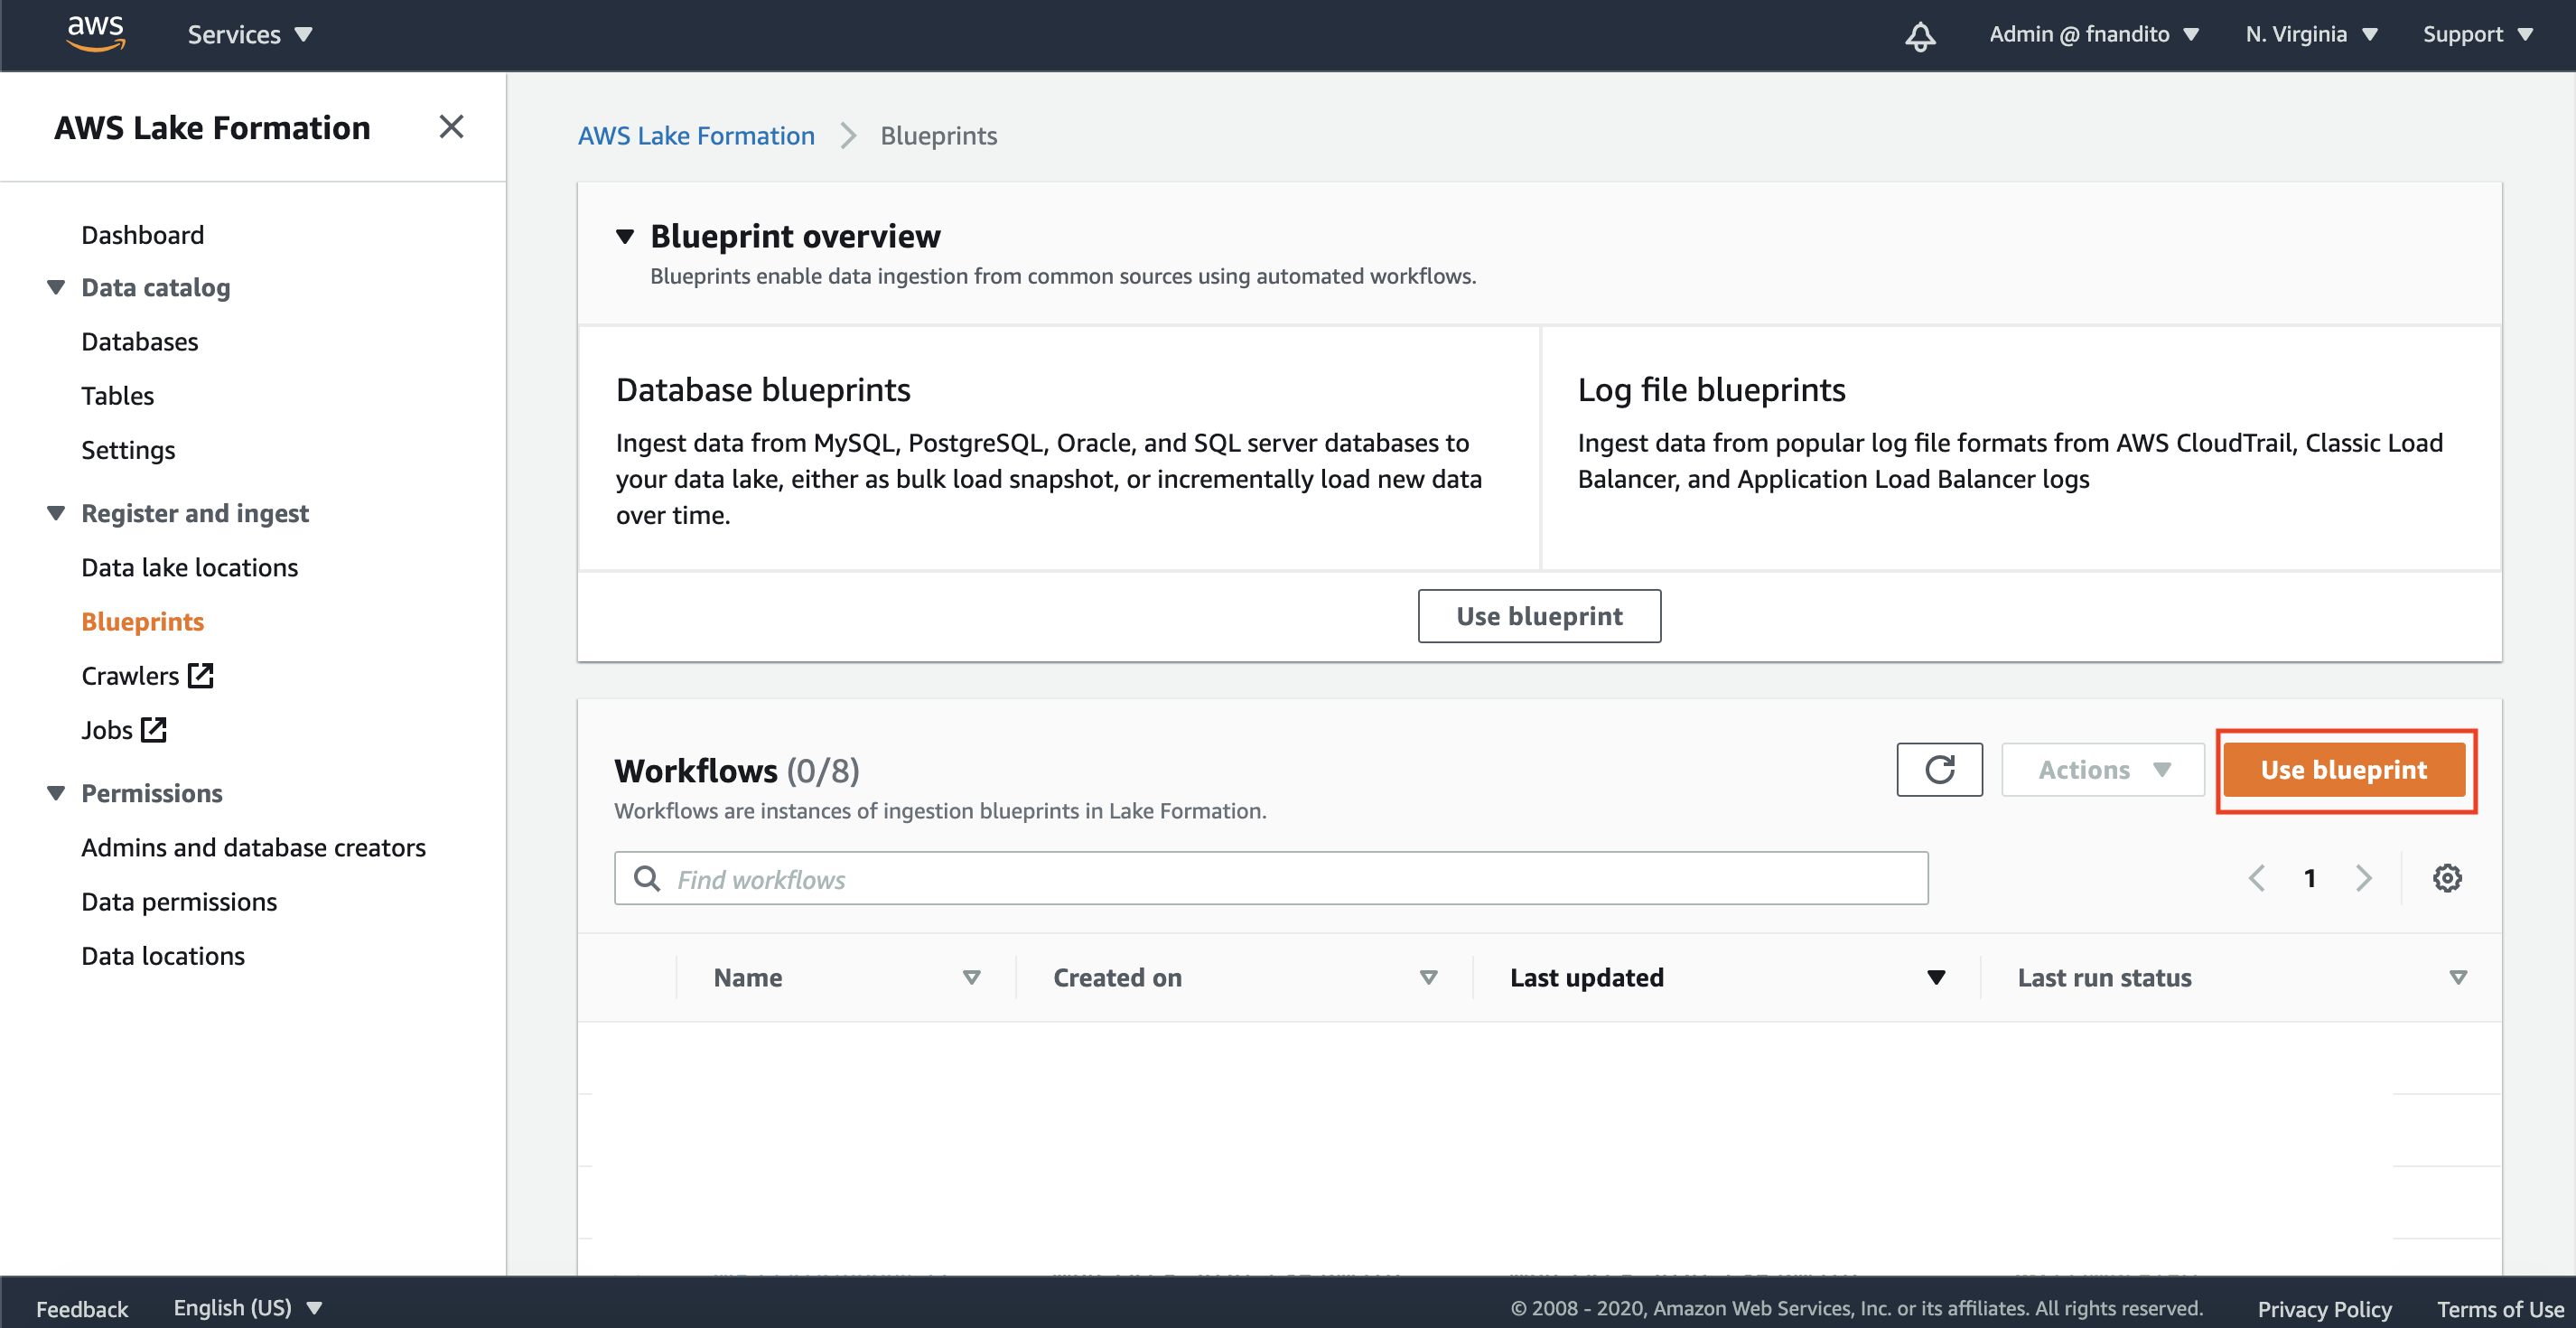 aws
Services
Admin @ fnandito
N. Virginia
Support
AWS Lake Formation
Dashboard
Data catalog
Databases
Tables
Settings
Register and ingest
Data lake locations
Blueprints
Crawlers
Jobs
Permissions
Admins and database creators
Data permissions
Data locations
AWS Lake Formation
Blueprints
Blueprint overview
Blueprints enable data ingestion from common sources using automated workflows.
Database blueprints
Ingest data from MySQL, PostgreSQL, Oracle, and SQL server databases to
your data lake, either as bulk load snapshot, or incrementally load new data
over time.
Log file blueprints
Ingest data from popular log file formats from AWS CloudTrail, Classic Load
Balancer, and Application Load Balancer logs
Use blueprint
Workflows (0/8)
Workflows are instances of ingestion blueprints in Lake Formation.
Actions
Use blueprint
Find workflows
1
Name
Created on
Last updated
Last run status
Feedback
English (US)
© 2008 - 2020, Amazon Web Services, Inc. or its affiliates. All rights reserved.
Privacy Policy
Terms of Use